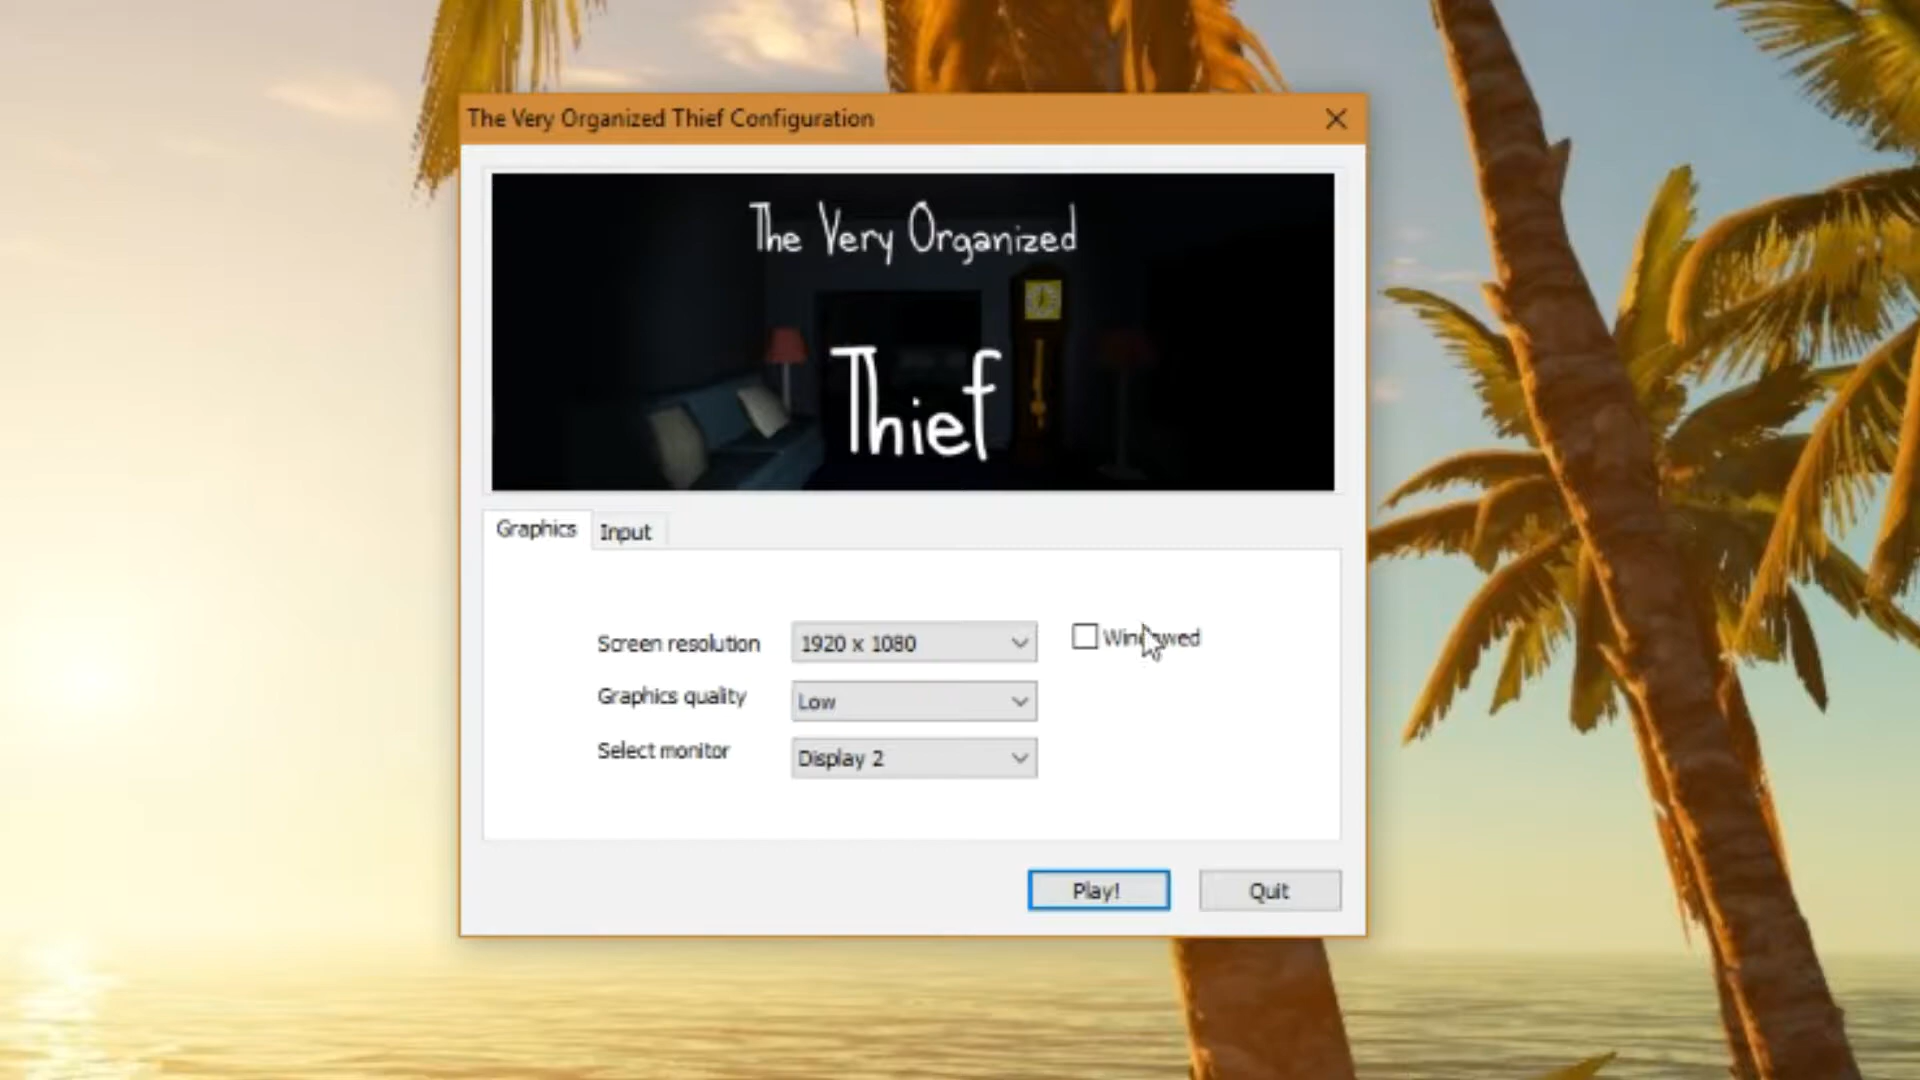 The Very Organized Thief Configuration
The Very Organized
Thief
Graphics
Input
Screen resolution
1920 x 1080
Windowed
Graphics quality
Low
Select monitor
Display 2
Play!
Quit